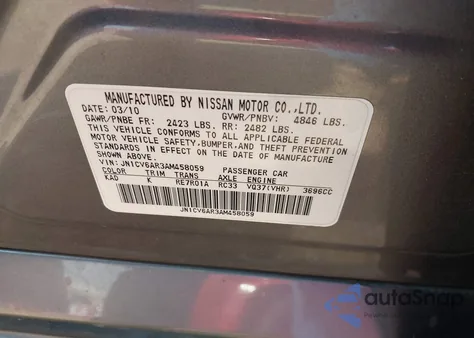 MANUFACTURED BY NISSAN MOTOR CO.,LTD.
DATE: 03/10 GVWR/PNBV: 4846 LBS.
GAWR/PNBE FR: 2423 LBS. RR: 2482 LBS.
THIS VEHICLE CONFORMS TO ALL APPLICABLE FEDERAL
MOTOR VEHICLE SAFETY,BUMPER,AND THEFT PREVENTION
STANDARDS IN EFFECT ON THE DATE OF MANUFACTURE
SHOWN ABOVE.
VIN: JN1CV6AR3AM458059 PASSENGER CAR
COLOR TRIM TRANS AXLE ENGINE
KAD K RE7R01A RC33 VQ37(VHR) 3696CC
JN1CV6AR3AM458059
autoSnap